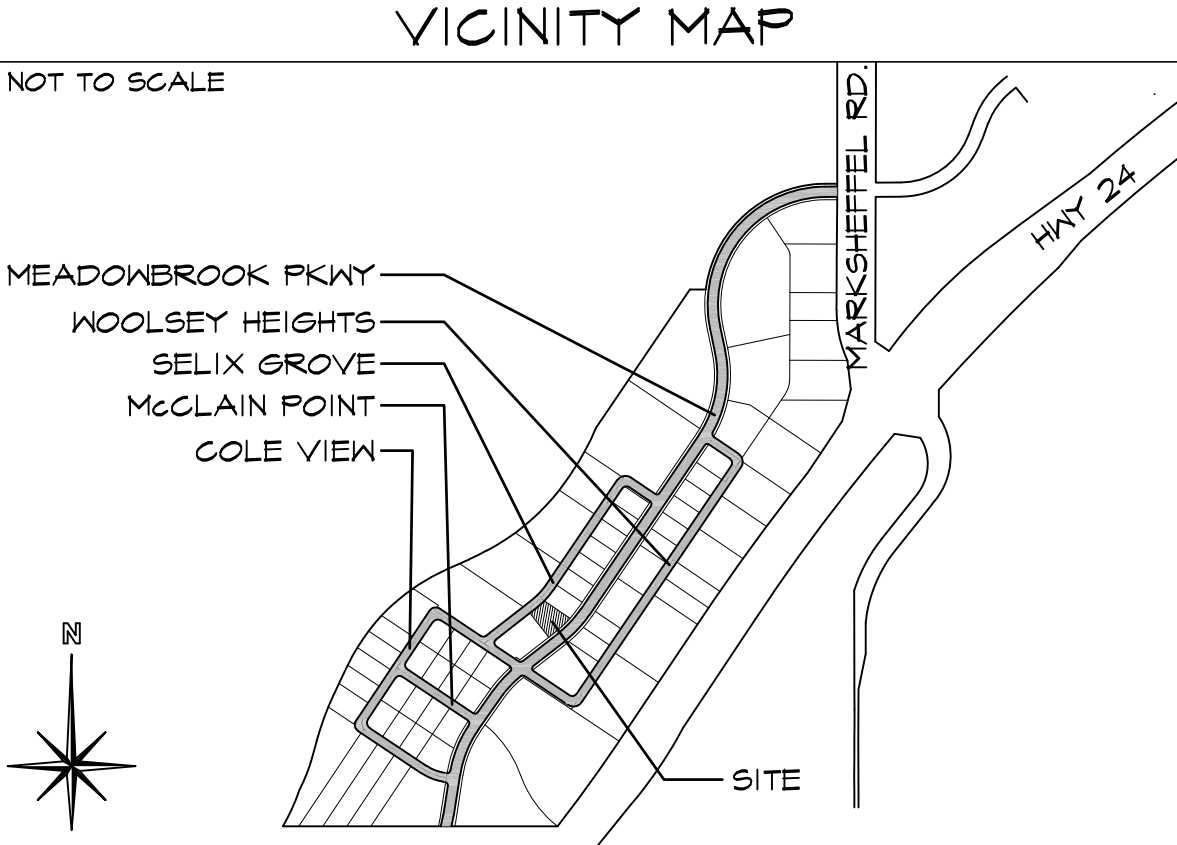 VICINITY MAP
NOT TO SCALE
MARKSHEFFEL RD.
HWY 24
MEADOWBROOK PKWY
WOOLSEY HEIGHTS
SELIX GROVE
McCLAIN POINT
COLE VIEW
N
SITE